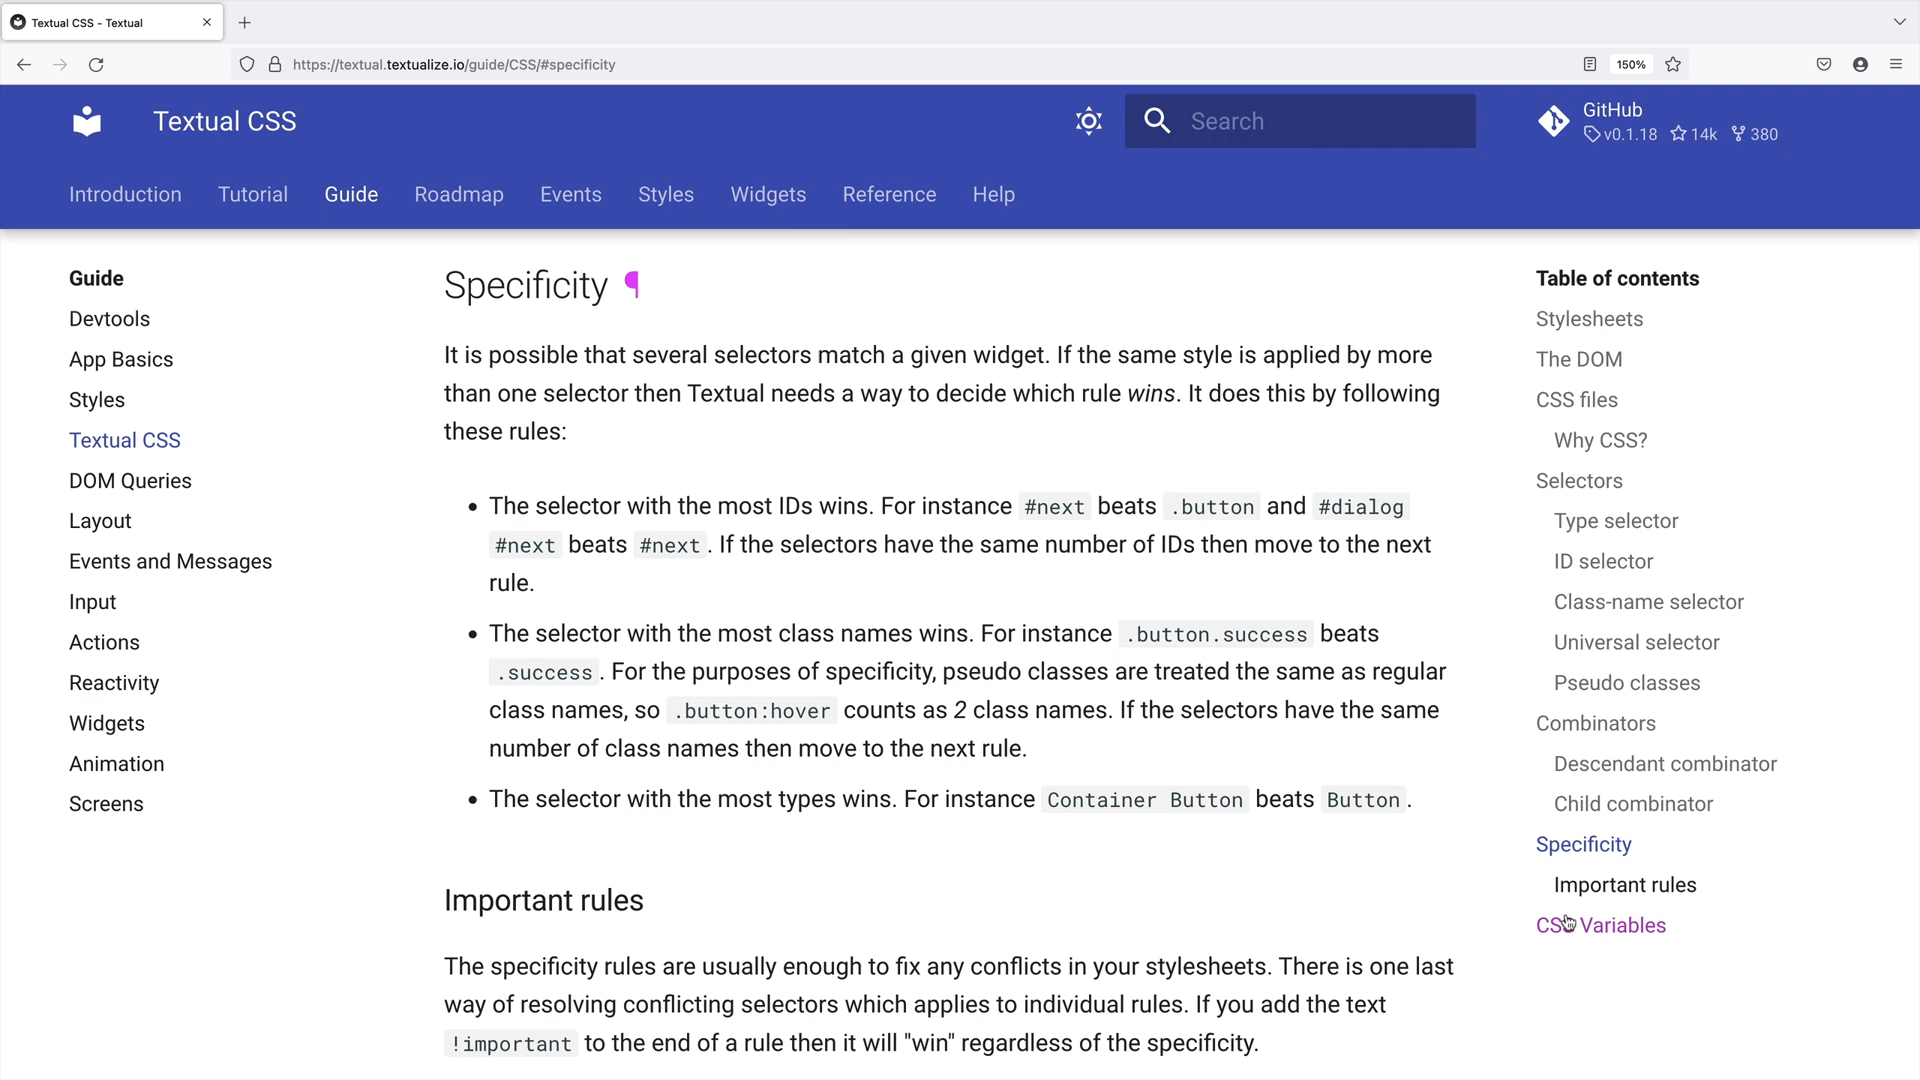 Textual CSS - Textual
https://textual.textualize.io/guide/CSS/#specificity
150%
Textual CSS
Search
GitHub
v0.1.18 14k 380
Introduction Tutorial Guide Roadmap Events Styles Widgets Reference Help
Guide
Devtools
App Basics
Styles
Textual CSS
DOM Queries
Layout
Events and Messages
Input
Actions
Reactivity
Widgets
Animation
Screens
Specificity ¶
It is possible that several selectors match a given widget. If the same style is applied by more
than one selector then Textual needs a way to decide which rule wins. It does this by following
these rules:
• The selector with the most IDs wins. For instance #next beats .button and #dialog
#next beats #next. If the selectors have the same number of IDs then move to the next
rule.
• The selector with the most class names wins. For instance .button.success beats
.success. For the purposes of specificity, pseudo classes are treated the same as regular
class names, so .button:hover counts as 2 class names. If the selectors have the same
number of class names then move to the next rule.
• The selector with the most types wins. For instance Container Button beats Button.
Important rules
The specificity rules are usually enough to fix any conflicts in your stylesheets. There is one last
way of resolving conflicting selectors which applies to individual rules. If you add the text
!important to the end of a rule then it will "win" regardless of the specificity.
Table of contents
Stylesheets
The DOM
CSS files
Why CSS?
Selectors
Type selector
ID selector
Class-name selector
Universal selector
Pseudo classes
Combinators
Descendant combinator
Child combinator
Specificity
Important rules
CSS Variables